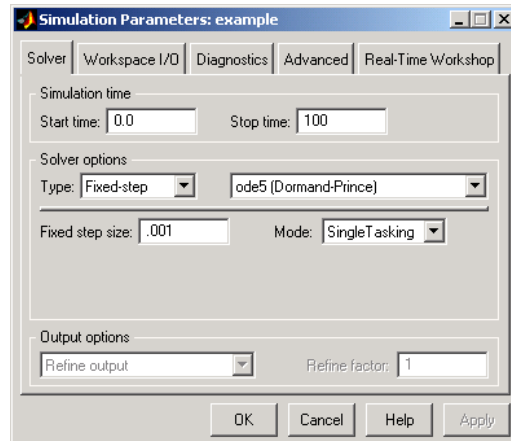 Simulation Parameters: example
Solver Workspace I/O Diagnostics Advanced Real-Time Workshop
Simulation time
Start time: 0.0 Stop time: 100
Solver options
Type: Fixed-step ode5 (Dormand-Prince)
Fixed step size: .001 Mode: SingleTasking
Output options
Refine output Refine factor: 1
OK Cancel Help Apply